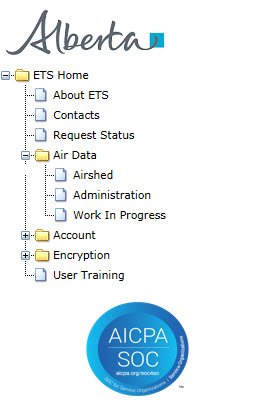 Alberta
ETS Home
About ETS
Contacts
Request Status
Air Data
Airshed
Administration
Work In Progress
Account
Encryption
User Training
AICPA
SOC
aicpa.org/soc4so
SOC for Service Organizations | Service Organizations
™